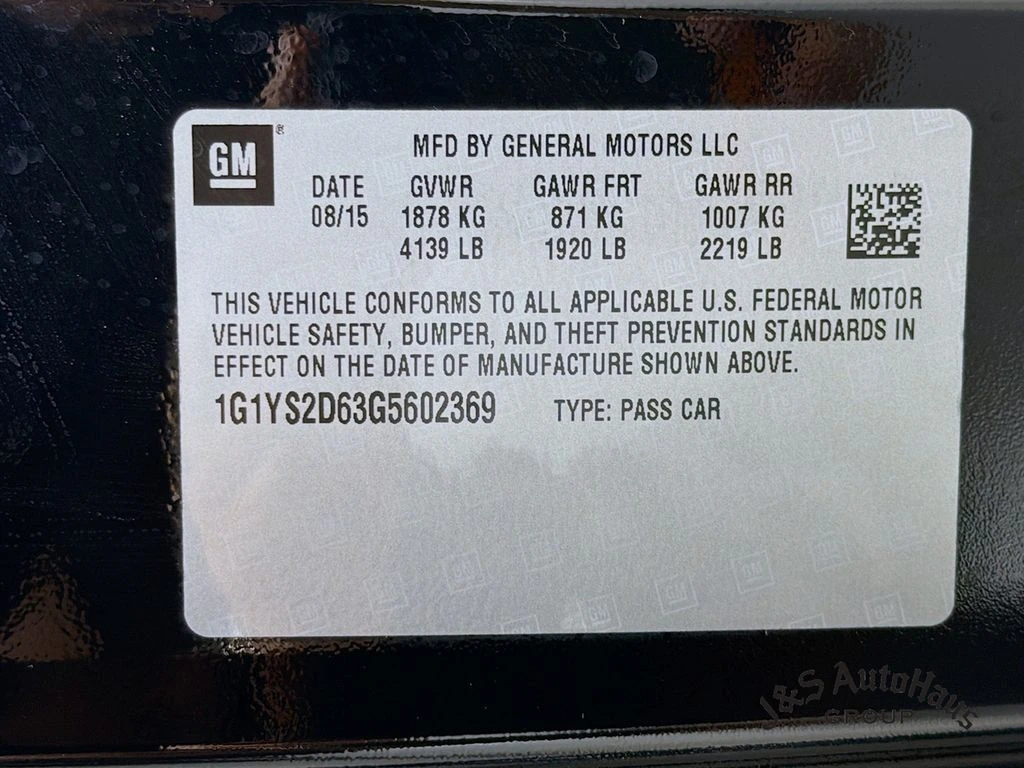 GM®
MFD BY GENERAL MOTORS LLC
DATE GVWR GAWR FRT GAWR RR
08/15 1878 KG 871 KG 1007 KG
4139 LB 1920 LB 2219 LB
THIS VEHICLE CONFORMS TO ALL APPLICABLE U.S. FEDERAL MOTOR
VEHICLE SAFETY, BUMPER, AND THEFT PREVENTION STANDARDS IN
EFFECT ON THE DATE OF MANUFACTURE SHOWN ABOVE.
1G1YS2D63G5602369 TYPE: PASS CAR
J&S AutoHaus
GROUP